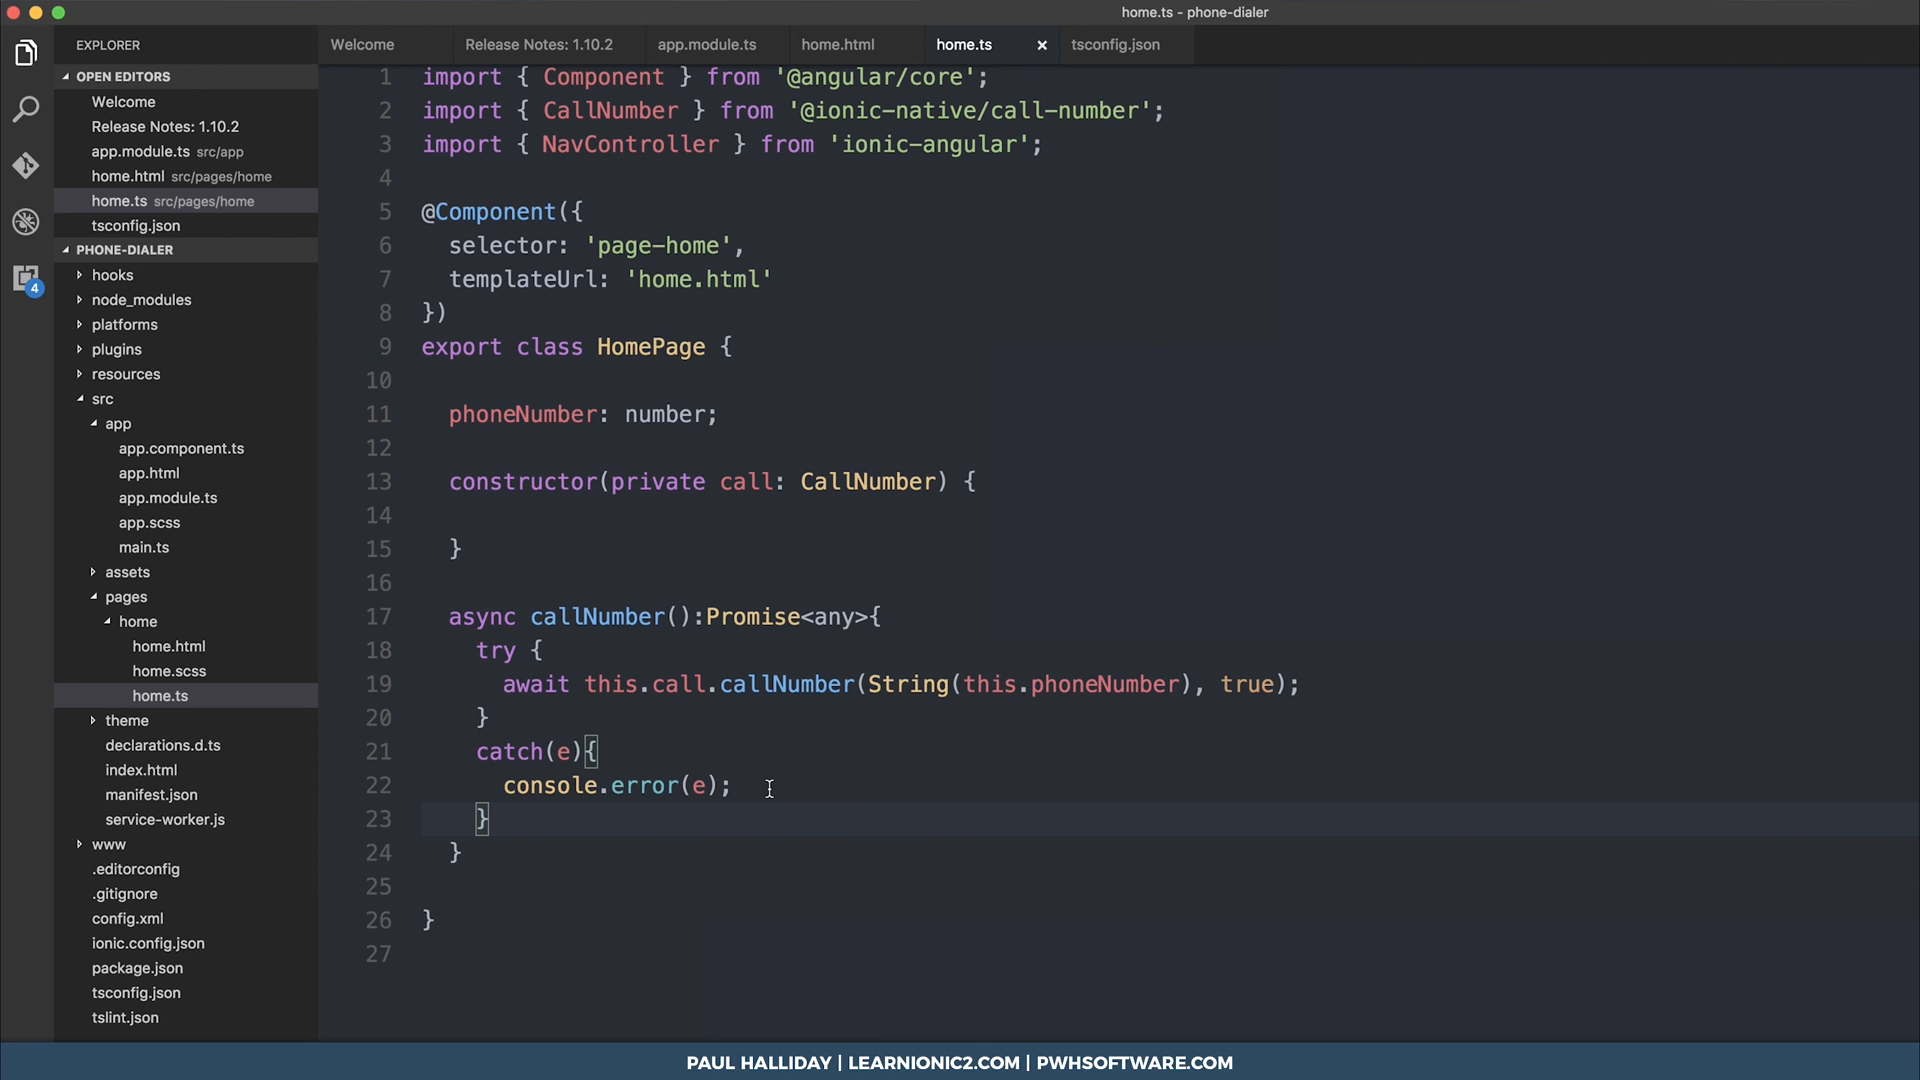 home.ts - phone-dialer
EXPLORER
OPEN EDITORS
Welcome
Release Notes: 1.10.2
app.module.ts src/app
home.html src/pages/home
home.ts src/pages/home
tsconfig.json
PHONE-DIALER
hooks
node_modules
platforms
plugins
resources
src
app
app.component.ts
app.html
app.module.ts
app.scss
main.ts
assets
pages
home
home.html
home.scss
home.ts
theme
declarations.d.ts
index.html
manifest.json
service-worker.js
www
.editorconfig
.gitignore
config.xml
ionic.config.json
package.json
tsconfig.json
tslint.json
4
Welcome Release Notes: 1.10.2 app.module.ts home.html home.ts × tsconfig.json
1 import { Component } from '@angular/core';
2 import { CallNumber } from '@ionic-native/call-number';
3 import { NavController } from 'ionic-angular';
4
5 @Component({
6 selector: 'page-home',
7 templateUrl: 'home.html'
8 })
9 export class HomePage {
10
11 phoneNumber: number;
12
13 constructor(private call: CallNumber) {
14
15 }
16
17 async callNumber():Promise<any>{
18 try {
19 await this.call.callNumber(String(this.phoneNumber), true);
20 }
21 catch(e){
22 console.error(e);
23 }
24 }
25
26 }
27
PAUL HALLIDAY | LEARNIONIC2.COM | PWHSOFTWARE.COM